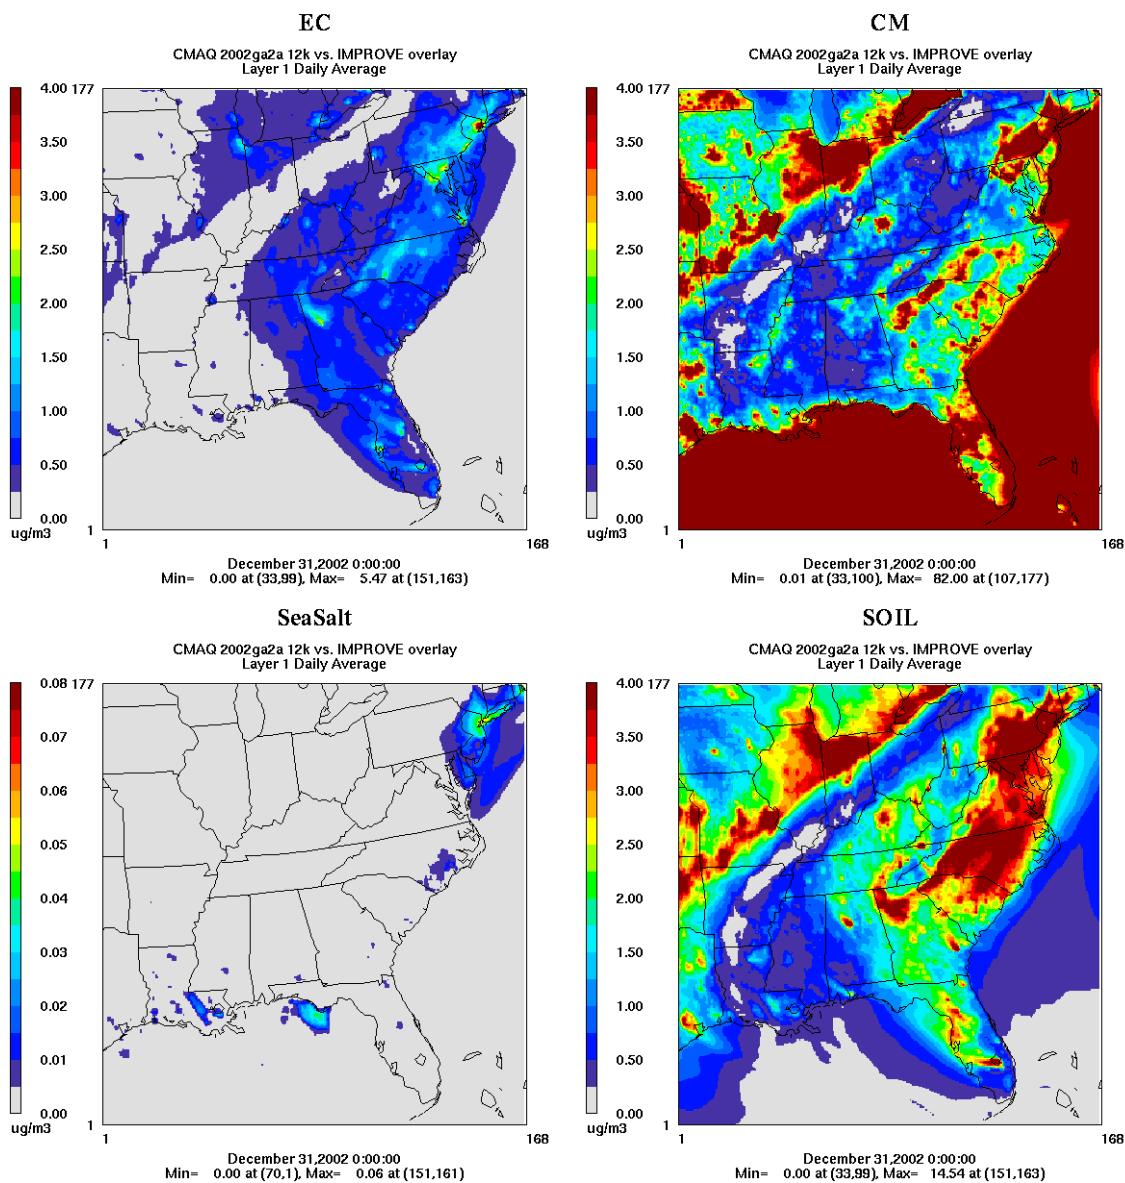 EC
CMAQ 2002ga2a 12k vs. IMPROVE overlay
Layer 1 Daily Average
4.00
3.50
3.00
2.50
2.00
1.50
1.00
0.50
0.00
ug/m3
177
1
1
168
December 31,2002 0:00:00
Min= 0.00 at (33,99), Max= 5.47 at (151,163)
CM
CMAQ 2002ga2a 12k vs. IMPROVE overlay
Layer 1 Daily Average
4.00
3.50
3.00
2.50
2.00
1.50
1.00
0.50
0.00
ug/m3
177
1
1
168
December 31,2002 0:00:00
Min= 0.01 at (33,100), Max= 82.00 at (107,177)
SeaSalt
CMAQ 2002ga2a 12k vs. IMPROVE overlay
Layer 1 Daily Average
0.08
0.07
0.06
0.05
0.04
0.03
0.02
0.01
0.00
ug/m3
177
1
1
168
December 31,2002 0:00:00
Min= 0.00 at (70,1), Max= 0.06 at (151,161)
SOIL
CMAQ 2002ga2a 12k vs. IMPROVE overlay
Layer 1 Daily Average
4.00
3.50
3.00
2.50
2.00
1.50
1.00
0.50
0.00
ug/m3
177
1
1
168
December 31,2002 0:00:00
Min= 0.00 at (33,99), Max= 14.54 at (151,163)